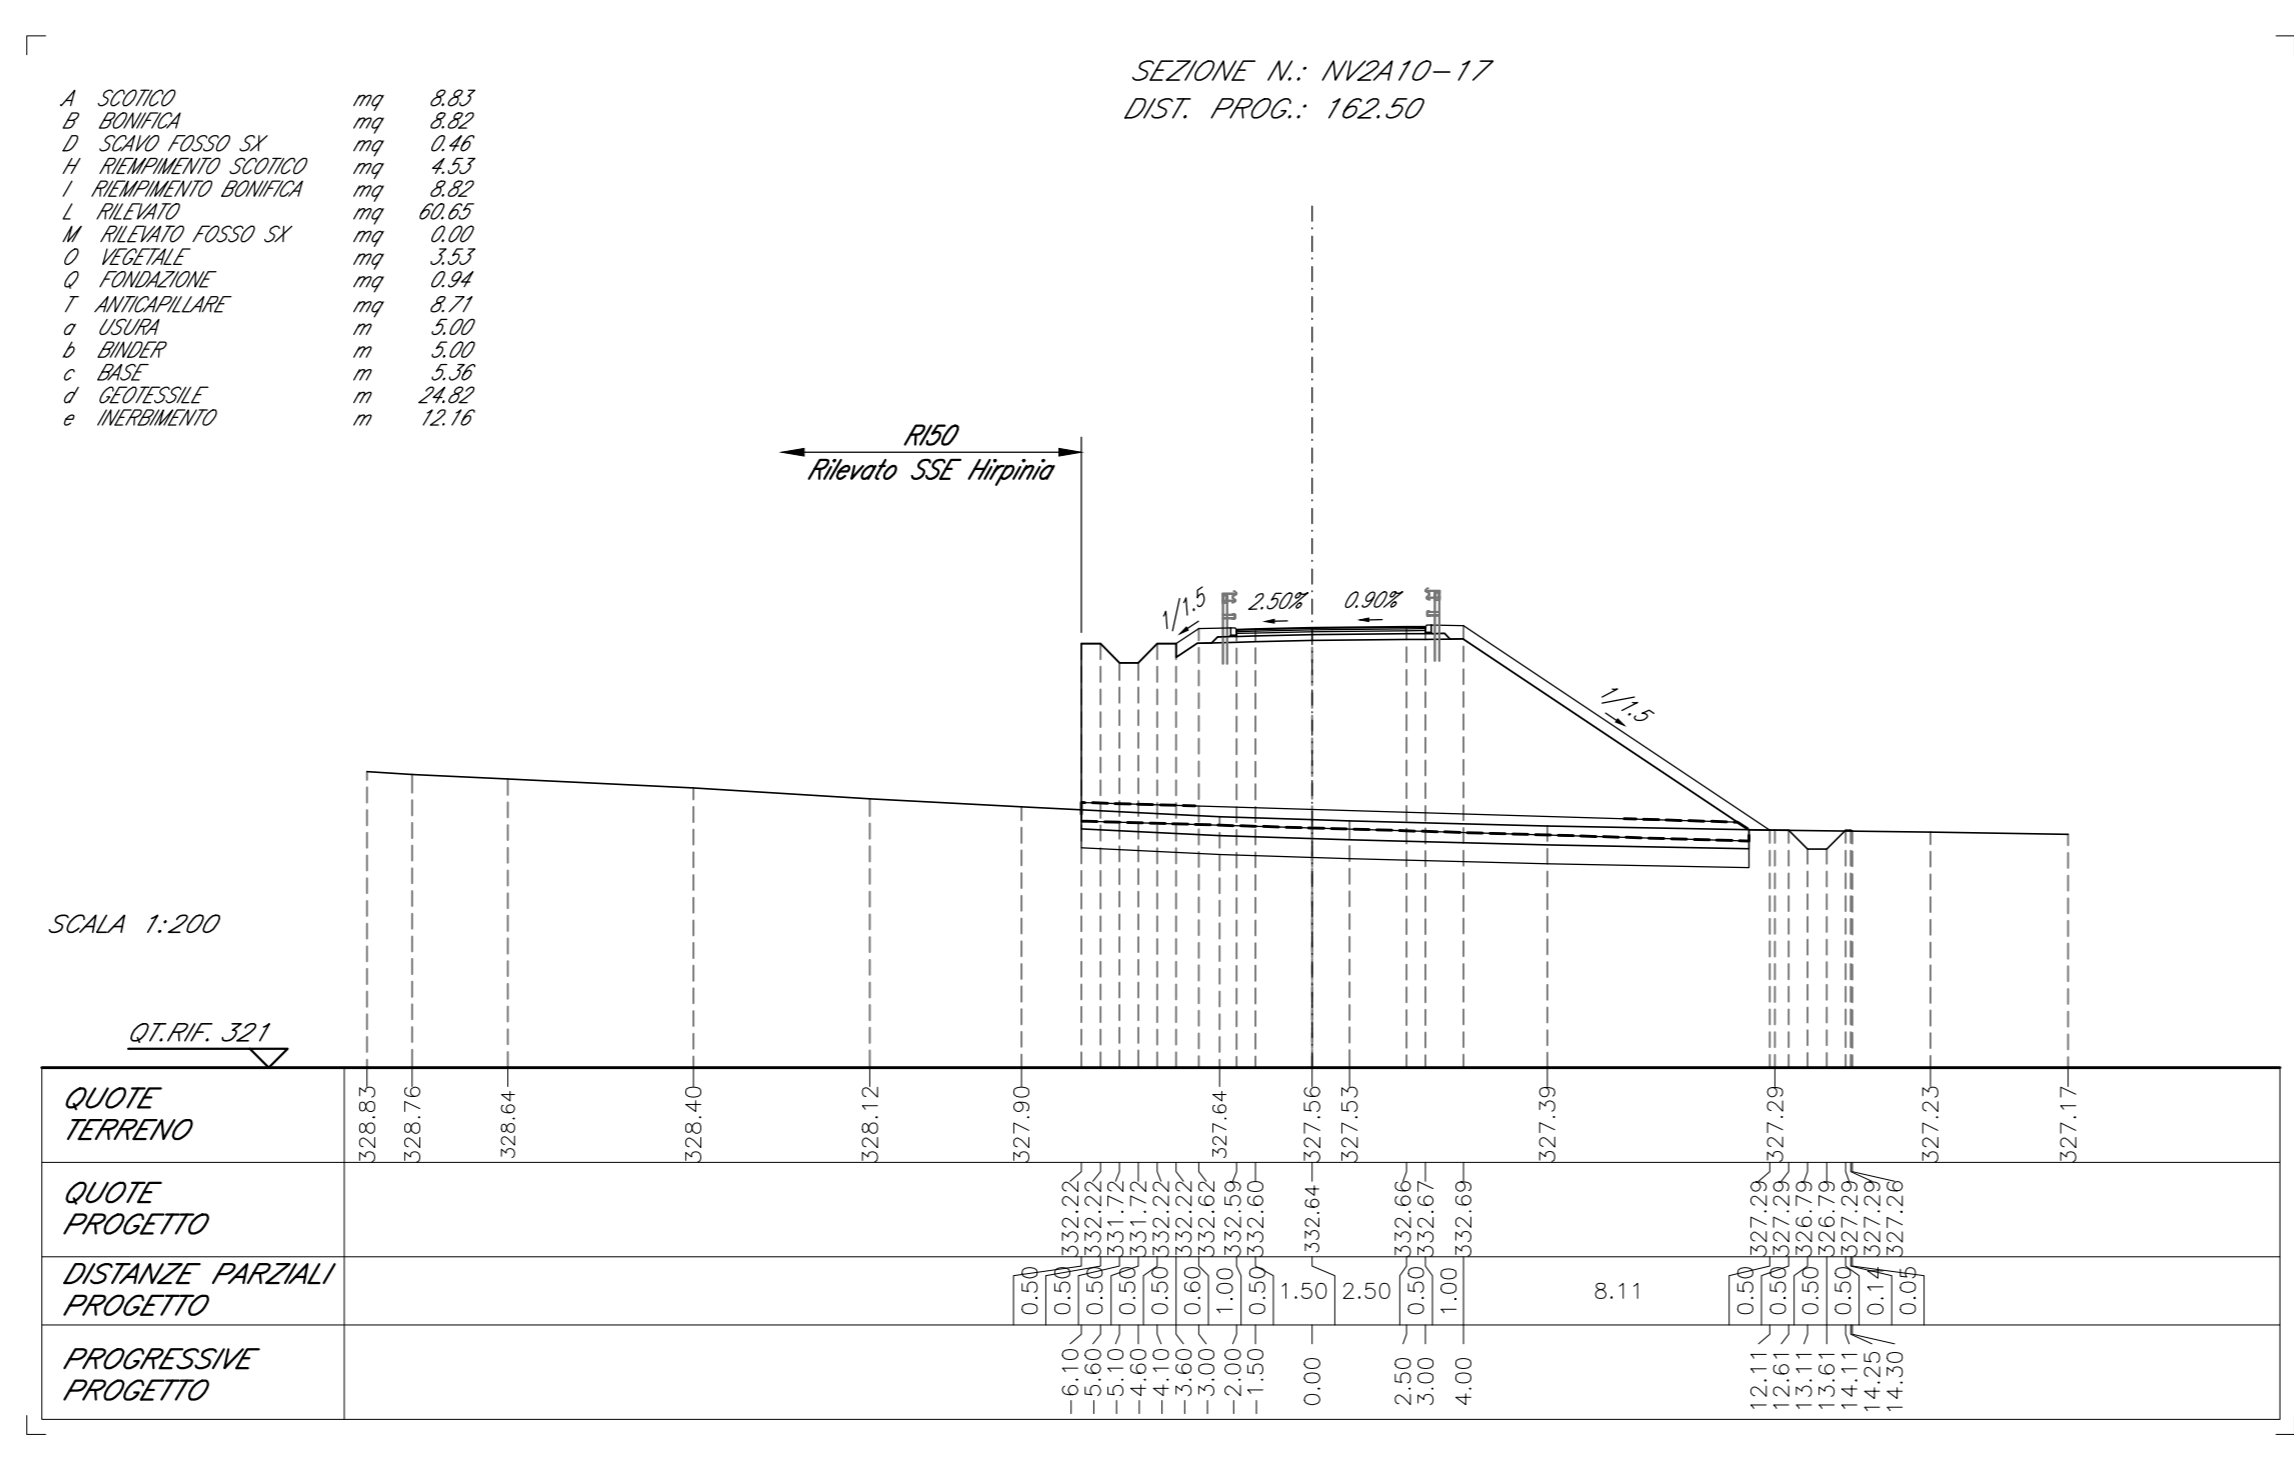 SEZIONE N.: NV2A10-17
DIST. PROG.: 162.50
A SCOTICO mq 8.83
B BONIFICA mq 8.82
D SCAVO FOSSO SX mq 0.46
H RIEMPIMENTO SCOTICO mq 4.53
I RIEMPIMENTO BONIFICA mq 8.82
L RILEVATO mq 60.65
M RILEVATO FOSSO SX mq 0.00
O VEGETALE mq 3.53
Q FONDAZIONE mq 0.94
T ANTICAPILLARE mq 8.71
a USURA m 5.00
b BINDER m 5.00
c BASE m 5.36
d GEOTESSILE m 24.82
e INERBIMENTO m 12.16
RI50
Rilevato SSE Hirpinia
1/1.5 2.50% 0.90%
1/1.5
SCALA 1:200
QT.RIF. 321
QUOTE
TERRENO
328.83 328.76 328.64 328.40 328.12 327.90 327.64 327.56 327.53 327.39 327.29 327.23 327.17
QUOTE
PROGETTO
332.22 332.22 331.72 331.72 332.22 332.22 332.62 332.59 332.60 332.64 332.66 332.67 332.69 327.29 327.29 326.79 326.79 327.29 327.29 327.26
DISTANZE PARZIALI
PROGETTO
0.50 0.50 0.50 0.50 0.50 0.60 1.00 0.50 1.50 2.50 0.50 1.00 8.11 0.50 0.50 0.50 0.50 0.14 0.05
PROGRESSIVE
PROGETTO
-6.10 -5.60 -5.10 -4.60 -4.10 -3.60 -3.00 -2.00 -1.50 0.00 2.50 3.00 4.00 12.11 12.61 13.11 13.61 14.11 14.25 14.30